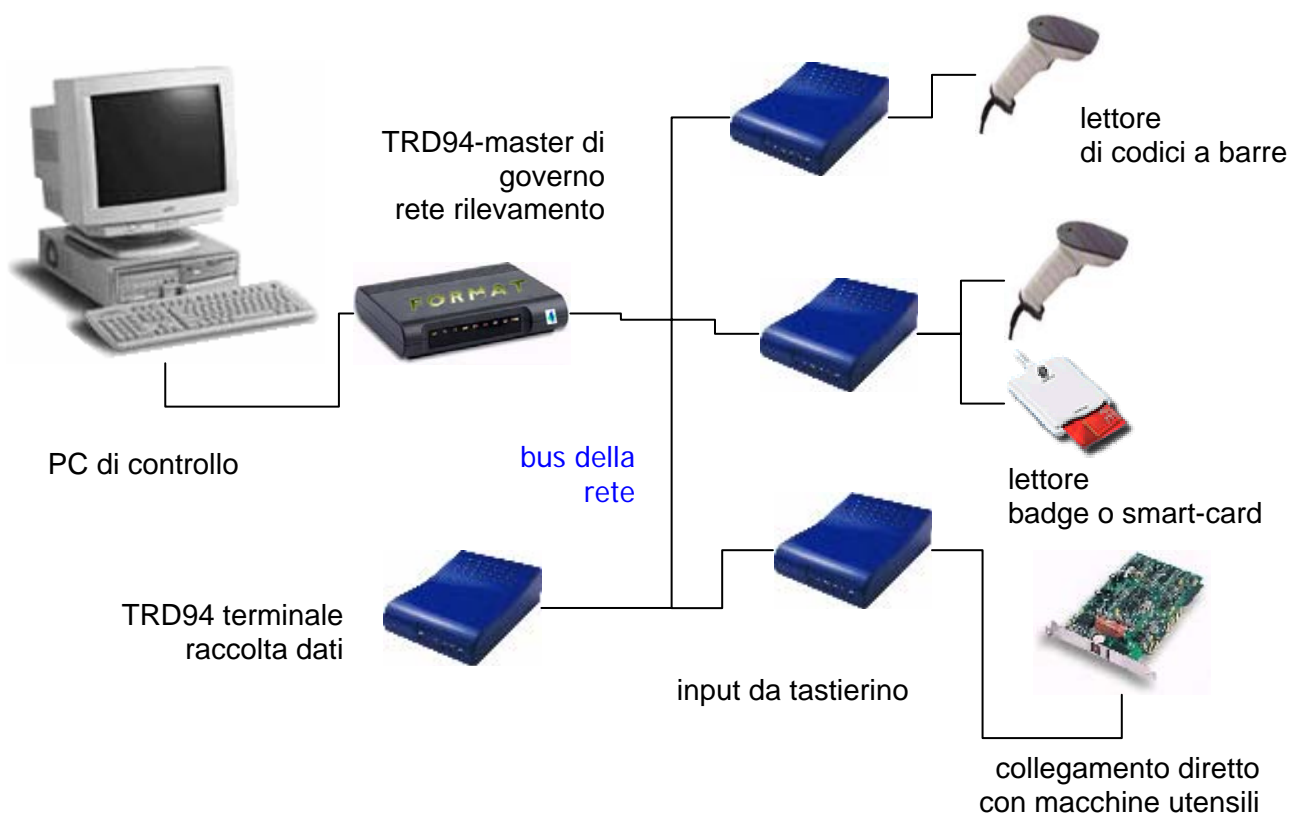 lettore
di codici a barre
TRD94-master di
governo
rete rilevamento
FORMAT
PC di controllo
bus della
rete
lettore
badge o smart-card
TRD94 terminale
raccolta dati
input da tastierino
collegamento diretto
con macchine utensili